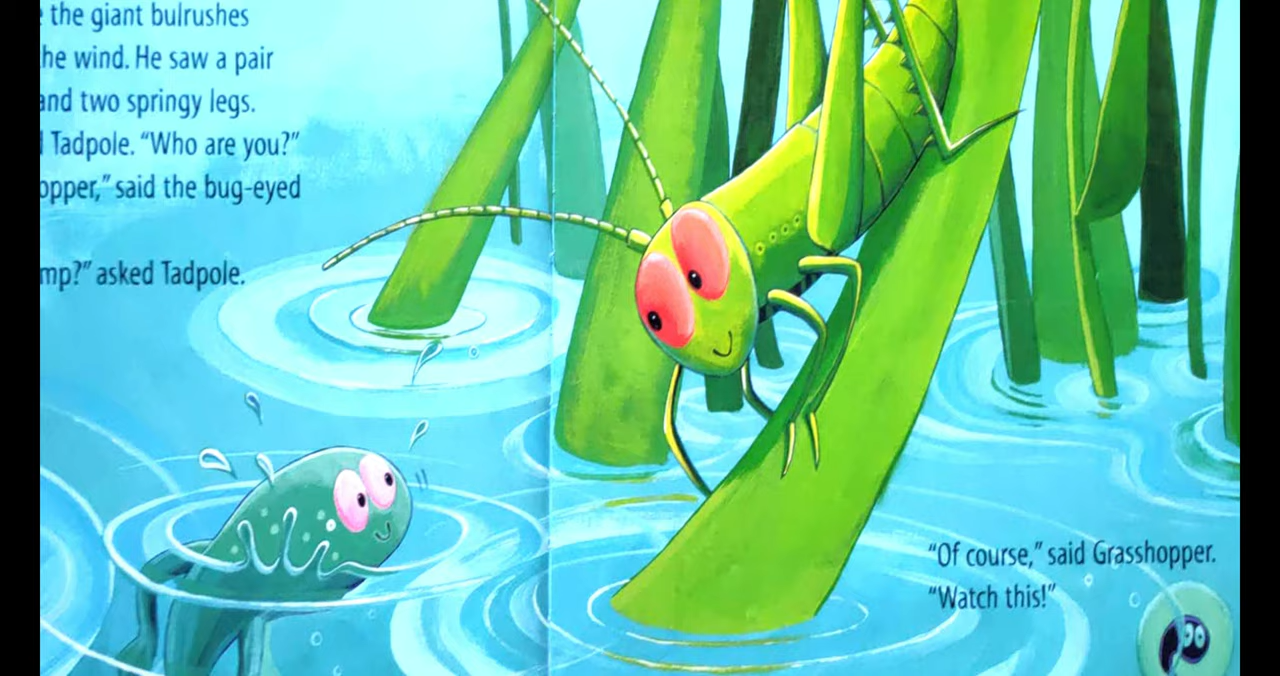 the giant bulrushes
the wind. He saw a pair
and two springy legs.
Tadpole. “Who are you?”
opper,” said the bug-eyed
mp?” asked Tadpole.
“Of course,” said Grasshopper.
“Watch this!”